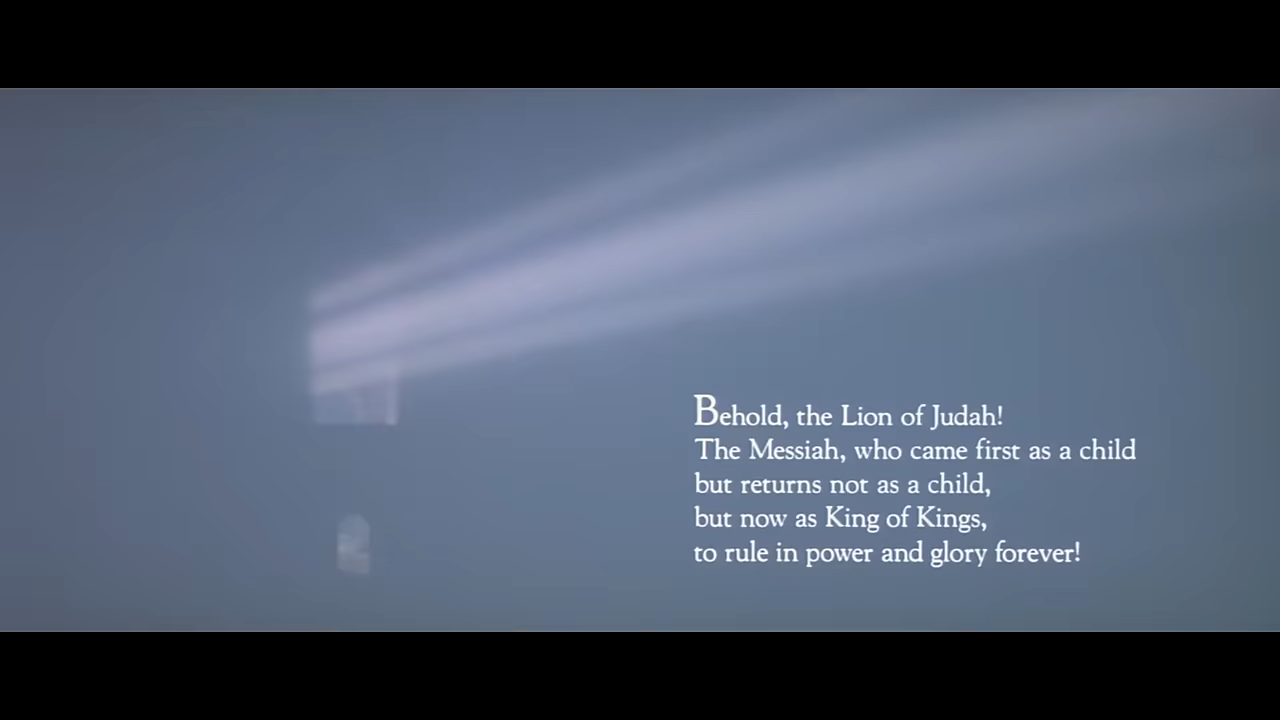 Behold, the Lion of Judah!
The Messiah, who came first as a child
but returns not as a child,
but now as King of Kings,
to rule in power and glory forever!